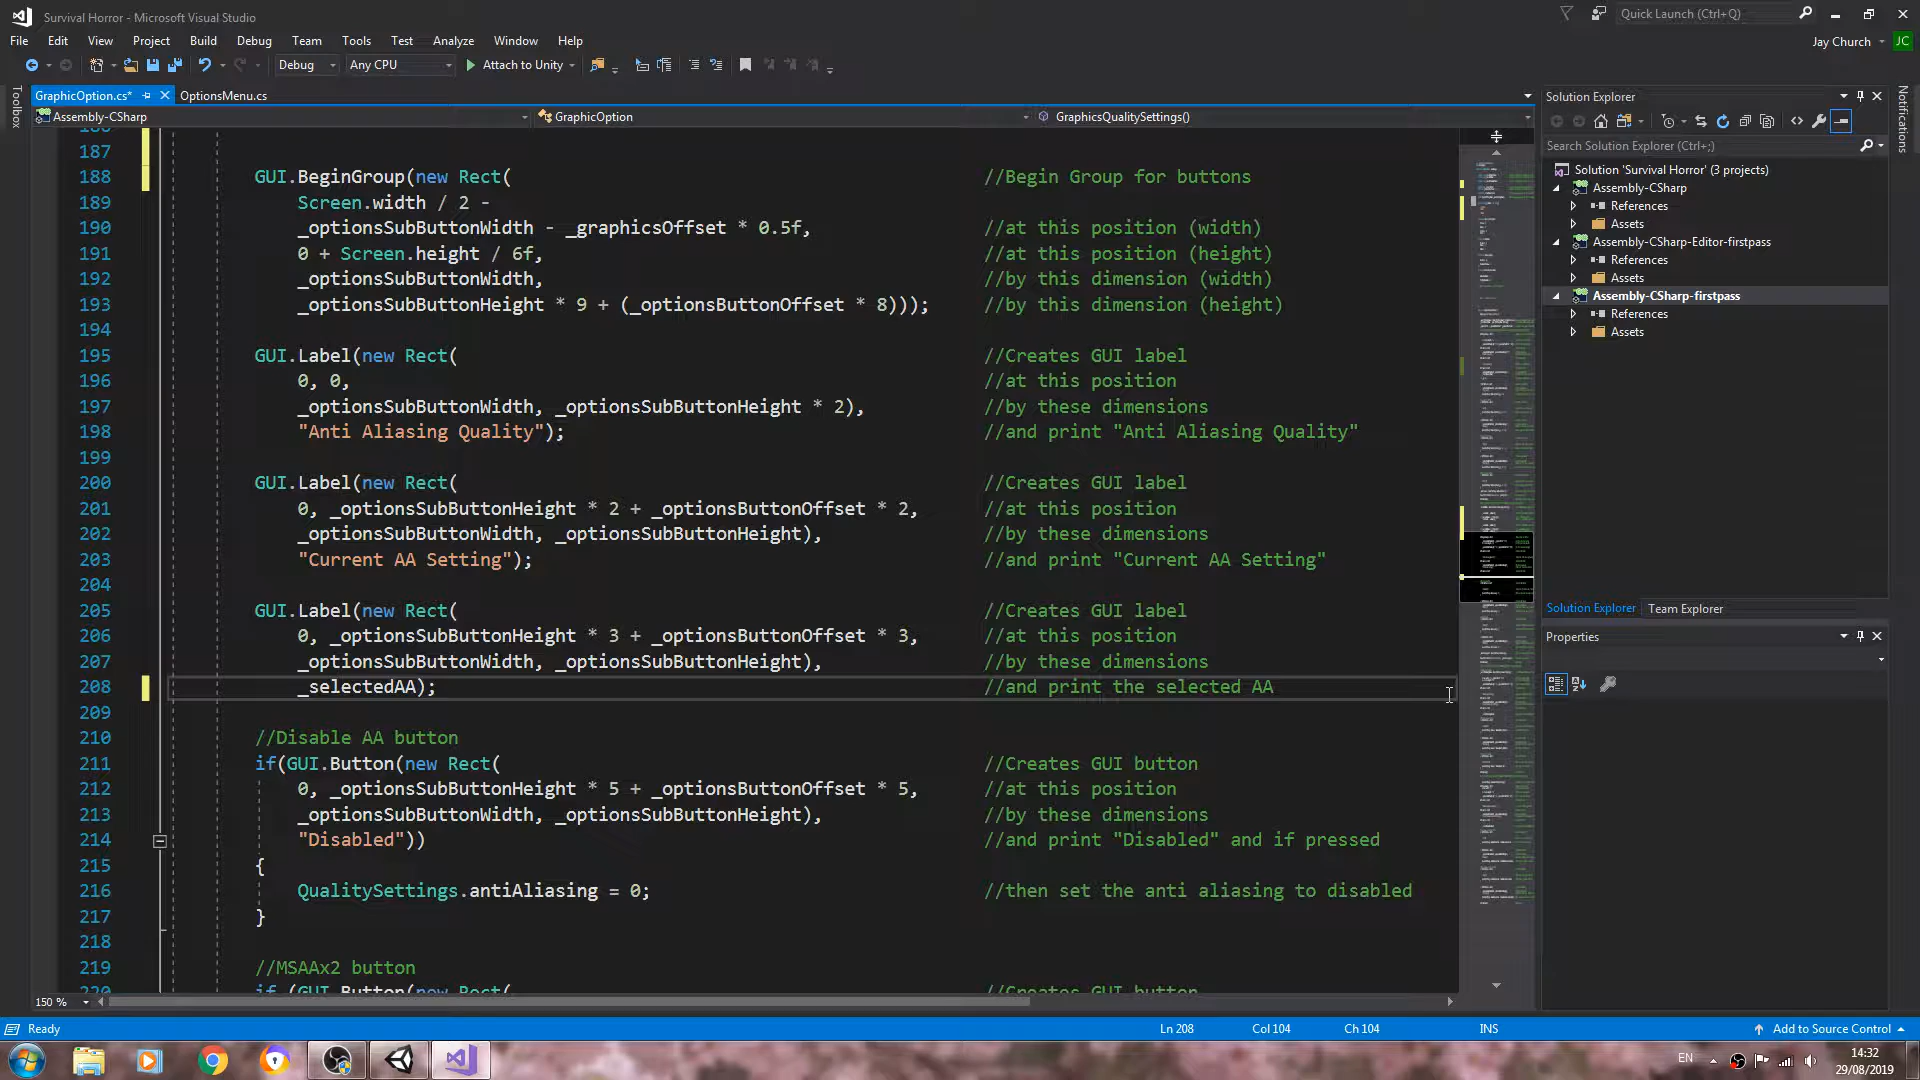 Survival Horror - Microsoft Visual Studio
Quick Launch (Ctrl+Q)
File Edit View Project Build Debug Team Tools Test Analyze Window Help
Jay Church JC
Debug Any CPU Attach to Unity
Toolbox
GraphicOption.cs* OptionsMenu.cs
Assembly-CSharp GraphicOption GraphicsQualitySettings()
187
188 GUI.BeginGroup(new Rect( //Begin Group for buttons
189 Screen.width / 2 -
190 _optionsSubButtonWidth - _graphicsOffset * 0.5f, //at this position (width)
191 0 + Screen.height / 6f, //at this position (height)
192 _optionsSubButtonWidth, //by this dimension (width)
193 _optionsSubButtonHeight * 9 + (_optionsButtonOffset * 8))); //by this dimension (height)
194
195 GUI.Label(new Rect( //Creates GUI label
196 0, 0, //at this position
197 _optionsSubButtonWidth, _optionsSubButtonHeight * 2), //by these dimensions
198 "Anti Aliasing Quality"); //and print "Anti Aliasing Quality"
199
200 GUI.Label(new Rect( //Creates GUI label
201 0, _optionsSubButtonHeight * 2 + _optionsButtonOffset * 2, //at this position
202 _optionsSubButtonWidth, _optionsSubButtonHeight), //by these dimensions
203 "Current AA Setting"); //and print "Current AA Setting"
204
205 GUI.Label(new Rect( //Creates GUI label
206 0, _optionsSubButtonHeight * 3 + _optionsButtonOffset * 3, //at this position
207 _optionsSubButtonWidth, _optionsSubButtonHeight), //by these dimensions
208 _selectedAA); //and print the selected AA
209
210 //Disable AA button
211 if(GUI.Button(new Rect( //Creates GUI button
212 0, _optionsSubButtonHeight * 5 + _optionsButtonOffset * 5, //at this position
213 _optionsSubButtonWidth, _optionsSubButtonHeight), //by these dimensions
214 "Disabled")) //and print "Disabled" and if pressed
215 {
216 QualitySettings.antiAliasing = 0; //then set the anti aliasing to disabled
217 }
218
219 //MSAAx2 button
220 if (GUI.Button(new Rect( //Creates GUI button
150 %
Solution Explorer
Search Solution Explorer (Ctrl+;)
Solution 'Survival Horror' (3 projects)
Assembly-CSharp
References
Assets
Assembly-CSharp-Editor-firstpass
References
Assets
Assembly-CSharp-firstpass
References
Assets
Solution Explorer Team Explorer
Properties
Notifications
Ready Ln 208 Col 104 Ch 104 INS Add to Source Control
EN 14:32
29/08/2019